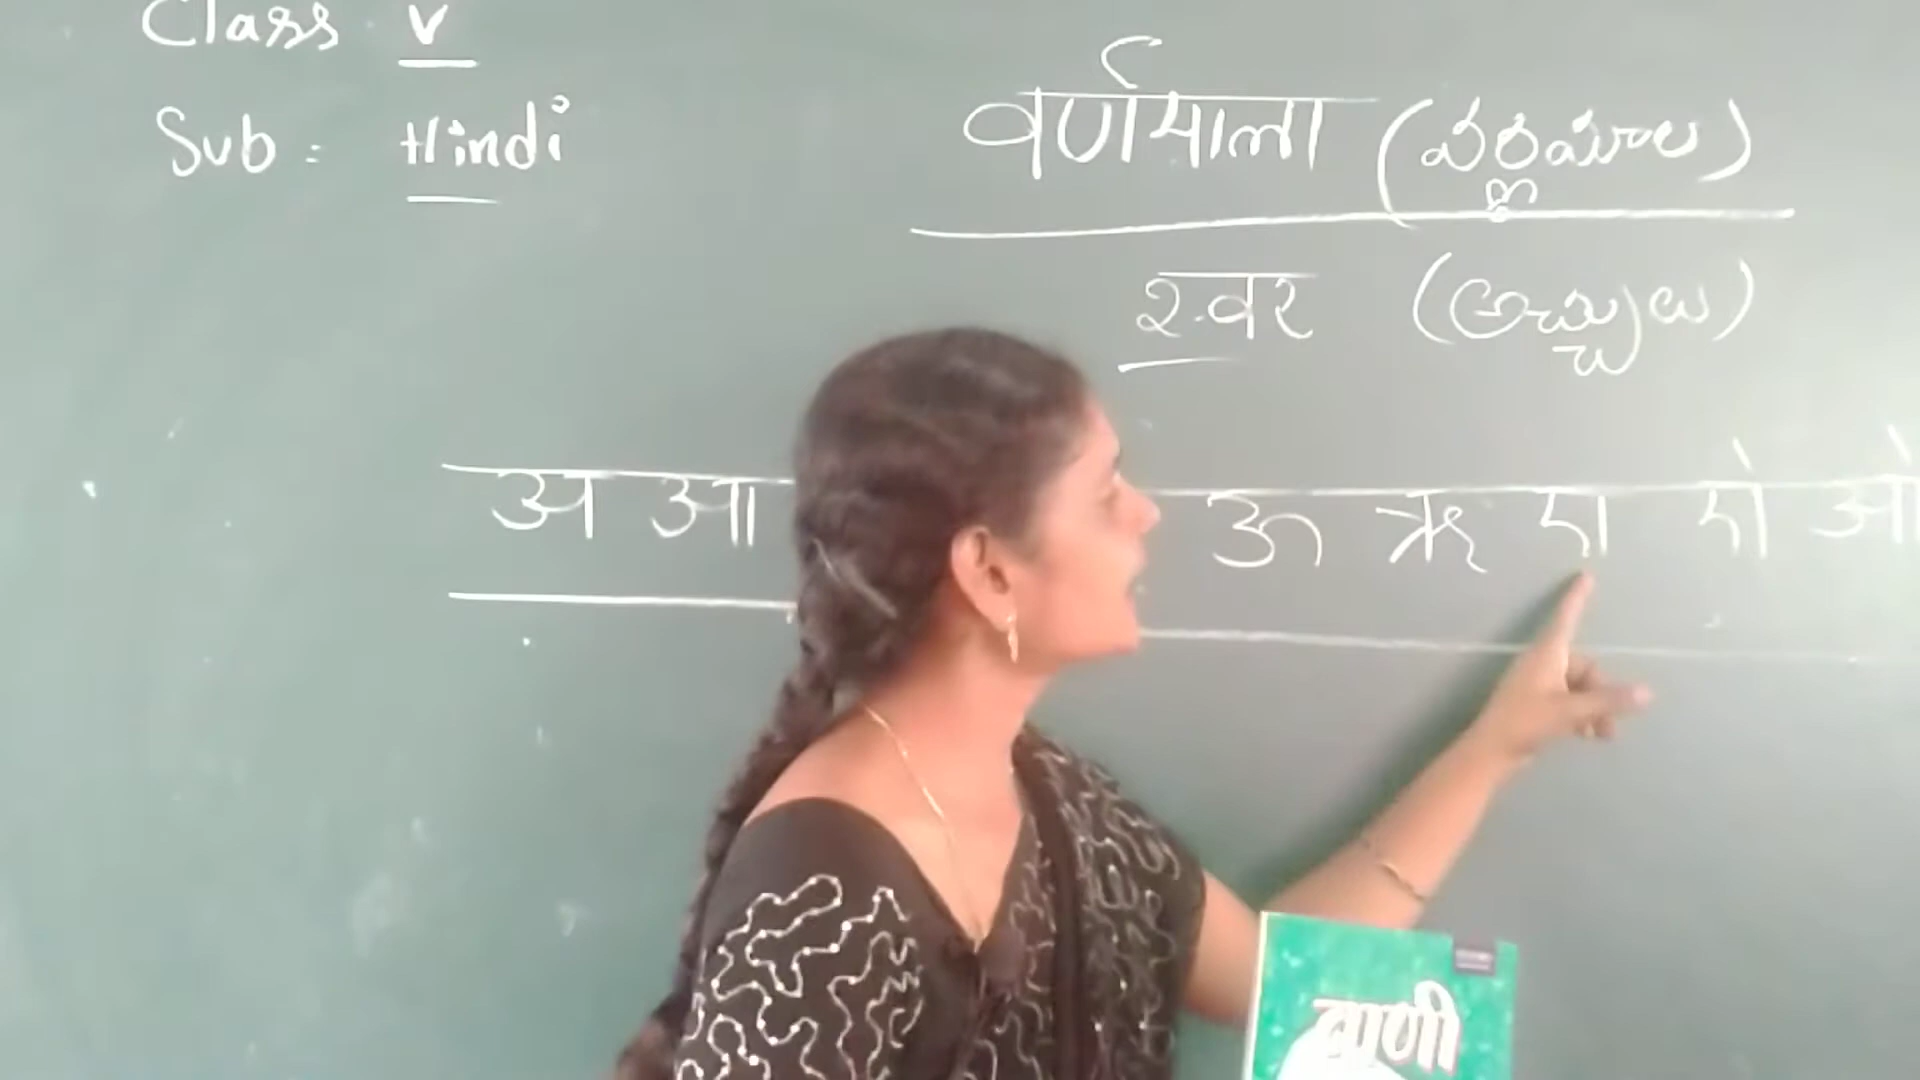 Class V
Sub : Hindi
वर्णमाला (వర్ణమాల)
स्वर (అచ్చులు)
अ आ ऊ ऋ ए ऐ ओ
वाणी